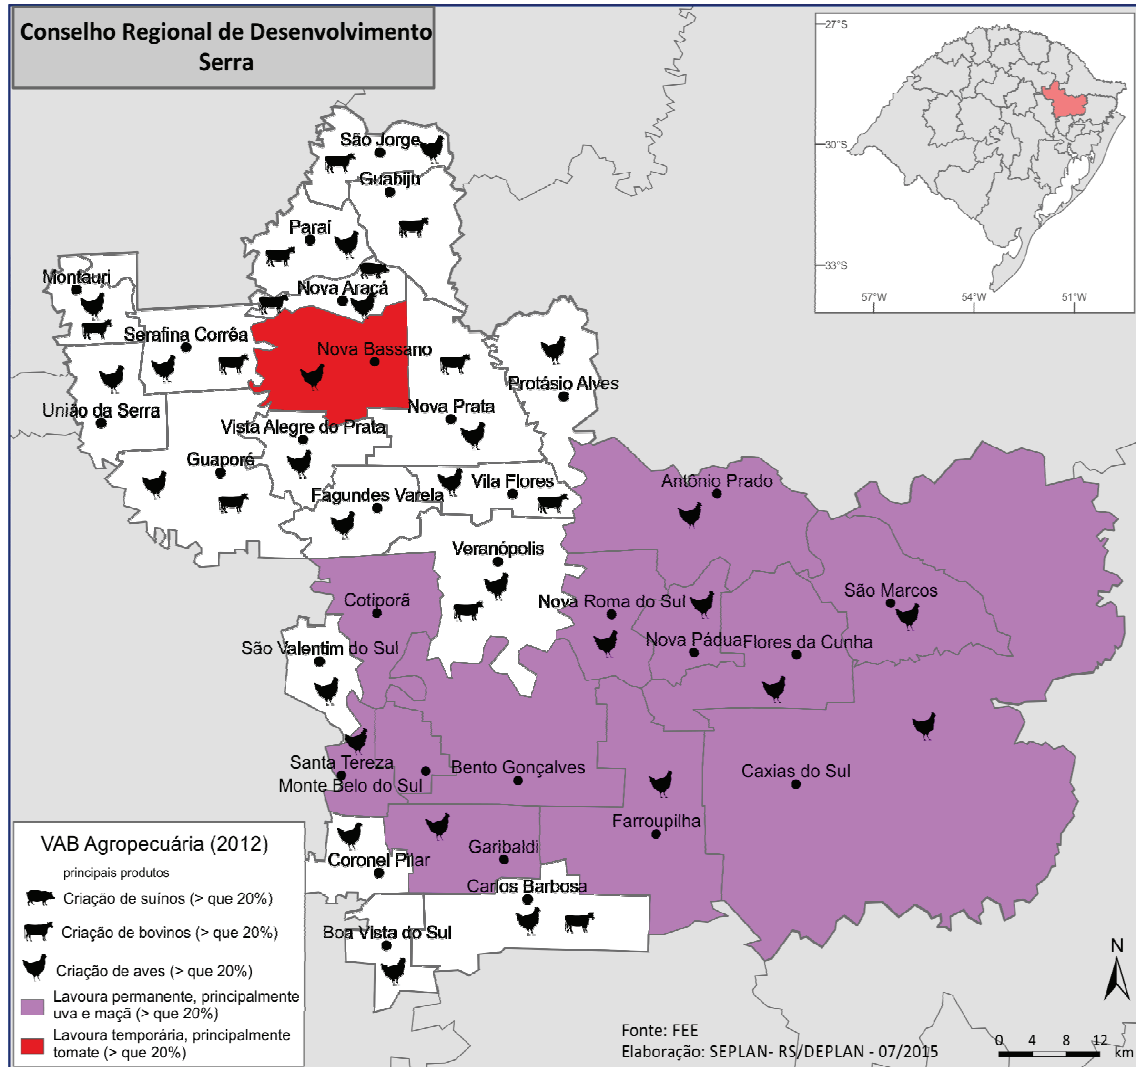 Conselho Regional de Desenvolvimento
Serra
27°S
30°S
33°S
57°W
54°W
51°W
São Jorge
Guabiju
Paraí
Montauri
Nova Araçá
Serafina Corrêa
Nova Bassano
Protásio Alves
União da Serra
Nova Prata
Vista Alegre do Prata
Guaporé
Fagundes Varela
Vila Flores
Antônio Prado
Veranópolis
Cotiporã
Nova Roma do Sul
São Marcos
São Valentim do Sul
Nova Pádua
Flores da Cunha
Santa Tereza
Monte Belo do Sul
Bento Gonçalves
Caxias do Sul
Farroupilha
Garibaldi
Coronel Pilar
Carlos Barbosa
Boa Vista do Sul
VAB Agropecuária (2012)
principais produtos
Criação de suínos (> que 20%)
Criação de bovinos (> que 20%)
Criação de aves (> que 20%)
Lavoura permanente, principalmente
uva e maçã (> que 20%)
Lavoura temporária, principalmente
tomate (> que 20%)
Fonte: FEE
Elaboração: SEPLAN- RS/DEPLAN - 07/2015
N
0 4 8 12
km